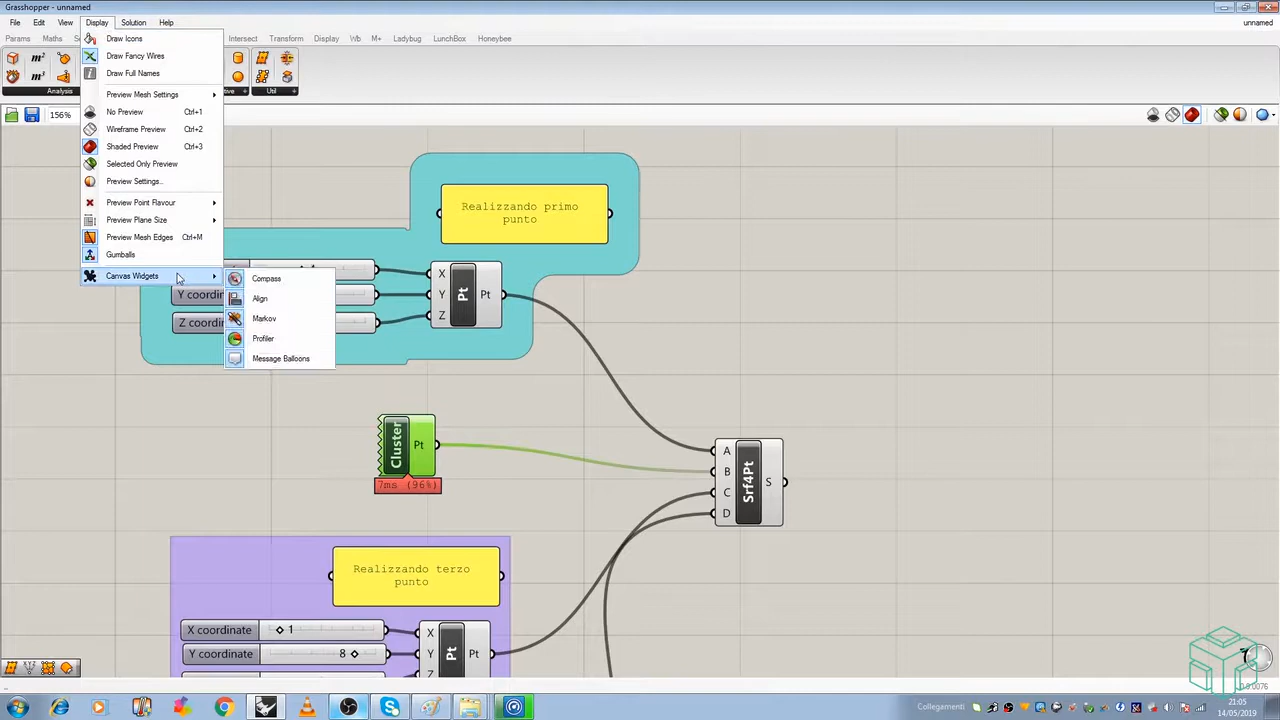 Grasshopper - unnamed
File Edit View Display Solution Help
unnamed
Params Maths
Intersect Transform Display Wb M+ Ladybug LunchBox Honeybee
Draw Icons
Draw Fancy Wires
Draw Full Names
Preview Mesh Settings
No Preview Ctrl+1
Wireframe Preview Ctrl+2
Shaded Preview Ctrl+3
Selected Only Preview
Preview Settings...
Preview Point Flavour
Preview Plane Size
Preview Mesh Edges Ctrl+M
Gumballs
Canvas Widgets
Compass
Align
Markov
Profiler
Message Balloons
m²
m³
Analysis
Util
156%
Realizzando primo
punto
Y coordin
Z coordin
X
Y
Z
Pt
Pt
Cluster
Pt
7ms (96%)
A
B
C
D
Srf4Pt
S
Realizzando terzo
punto
X coordinate 1
Y coordinate 8
X
Y
Z
Pt
Pt
Collegamenti
21:05
14/05/2019